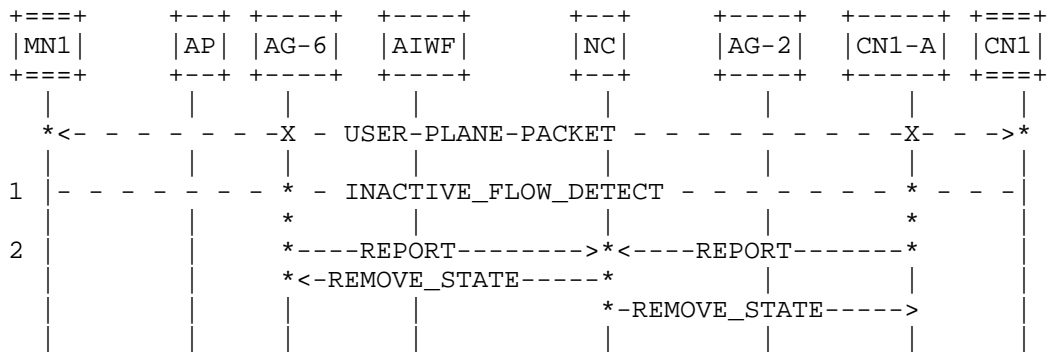 +===+ +--+ +----+ +----+ +--+ +----+ +-----+ +===+
|MN1| |AP| |AG-6| |AIWF| |NC| |AG-2| |CN1-A| |CN1|
+===+ +--+ +----+ +----+ +--+ +----+ +-----+ +===+
| | | | | | | |
*<- - - - - - -X - USER-PLANE-PACKET - - - - - - - - - -X- - ->*
| | | | | | | |
1 |- - - - - - - * - INACTIVE_FLOW_DETECT - - - - - - - * - - -|
| | * | | | * |
2 | | *----REPORT-------->*<----REPORT-------* |
| | *<-REMOVE_STATE-----* | | |
| | | | *-REMOVE_STATE-----> |
| | | | | | | |